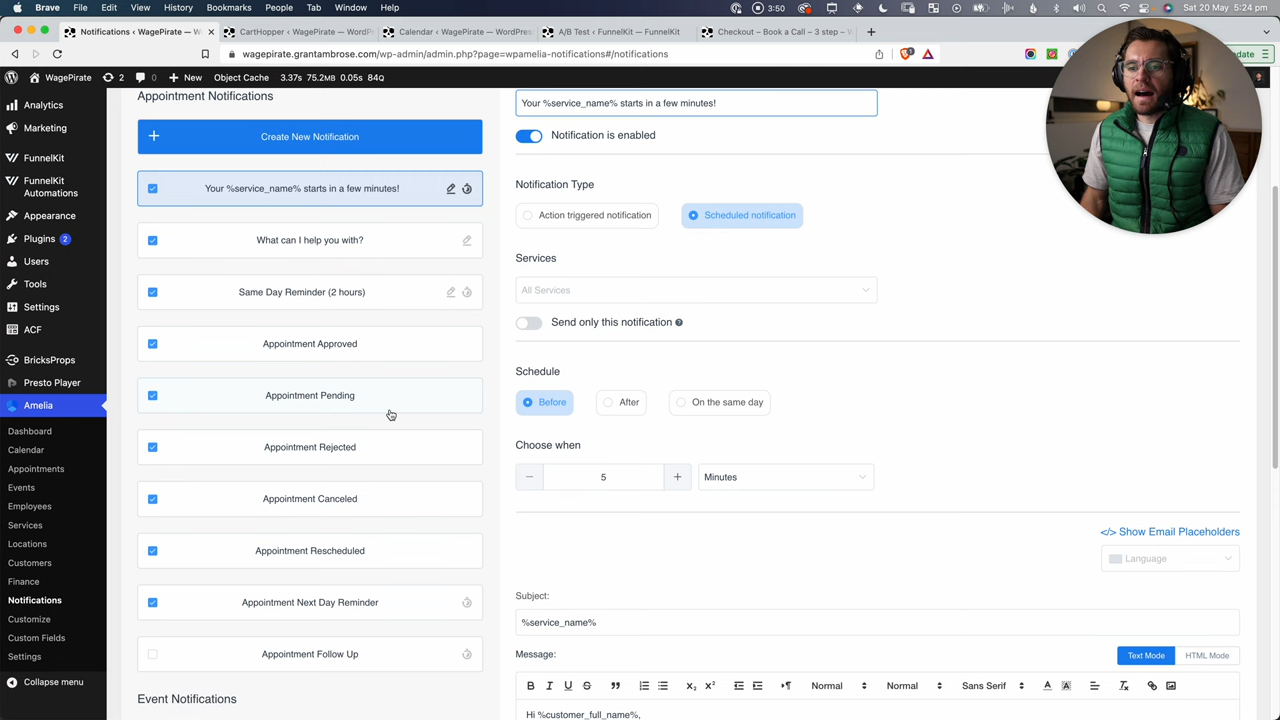 Brave File Edit View History Bookmarks People Tab Window Help
Sat 20 May 5:24 pm
Notifications ‹ WagePirate — W
CartHopper ‹ WagePirate — WordP
Calendar ‹ WagePirate — WordPres
A/B Test ‹ FunnelKit ‹ FunnelKit
Checkout – Book a Call – 3 step – W
wagepirate.grantambrose.com/wp-admin/admin.php?page=wpamelia-notifications#/notifications
WagePirate 2 0 New Object Cache 3.37s 75.2MB 0.05s 84Q
Analytics
Marketing
FunnelKit
FunnelKit
Automations
Appearance
Plugins 2
Users
Tools
Settings
ACF
BricksProps
Presto Player
Amelia
Dashboard
Calendar
Appointments
Events
Employees
Services
Locations
Customers
Finance
Notifications
Customize
Custom Fields
Settings
Collapse menu
Appointment Notifications
Create New Notification
Your %service_name% starts in a few minutes!
What can I help you with?
Same Day Reminder (2 hours)
Appointment Approved
Appointment Pending
Appointment Rejected
Appointment Canceled
Appointment Rescheduled
Appointment Next Day Reminder
Appointment Follow Up
Event Notifications
Your %service_name% starts in a few minutes!
Notification is enabled
Notification Type
Action triggered notification
Scheduled notification
Services
All Services
Send only this notification
Schedule
Before
After
On the same day
Choose when
5
Minutes
</> Show Email Placeholders
Language
Subject:
%service_name%
Message:
Text Mode HTML Mode
Normal Normal Sans Serif
Hi %customer_full_name%,